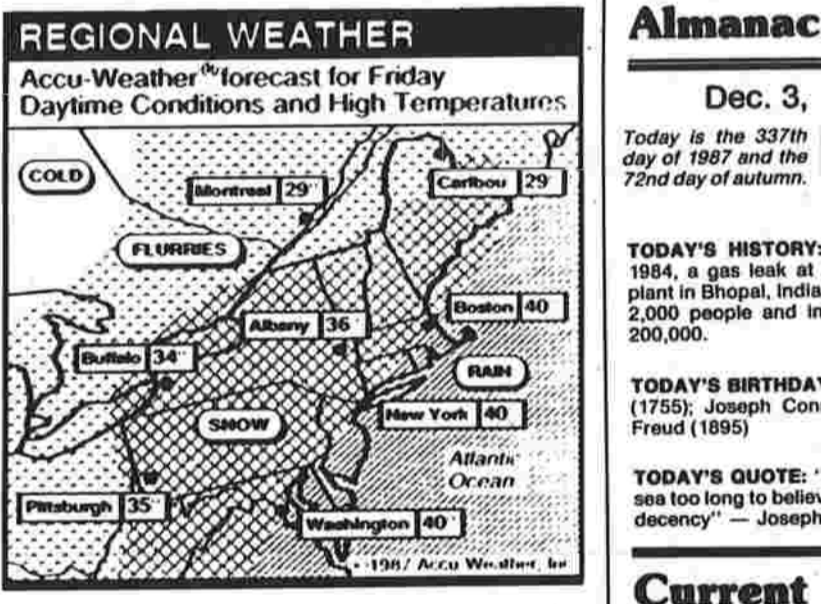 REGIONAL WEATHER
Accu-Weather® forecast for Friday
Daytime Conditions and High Temperatures
COLD
Montreal 29°
Caribou 29°
FLURRIES
Boston 40
Albany 36
Buffalo 34°
RAIN
New York 40
SNOW
Atlantic
Ocean
Pittsburgh 35°
Washington 40°
1987 Accu Weather, Inc
Almanac
Dec. 3,
Today is the 337th
day of 1987 and the
72nd day of autumn.
TODAY'S HISTORY:
1984, a gas leak at
plant in Bhopal, India
2,000 people and in
200,000.
TODAY'S BIRTHDAY
(1755); Joseph Con
Freud (1895)
TODAY'S QUOTE: "
sea too long to believ
decency" — Joseph
Current